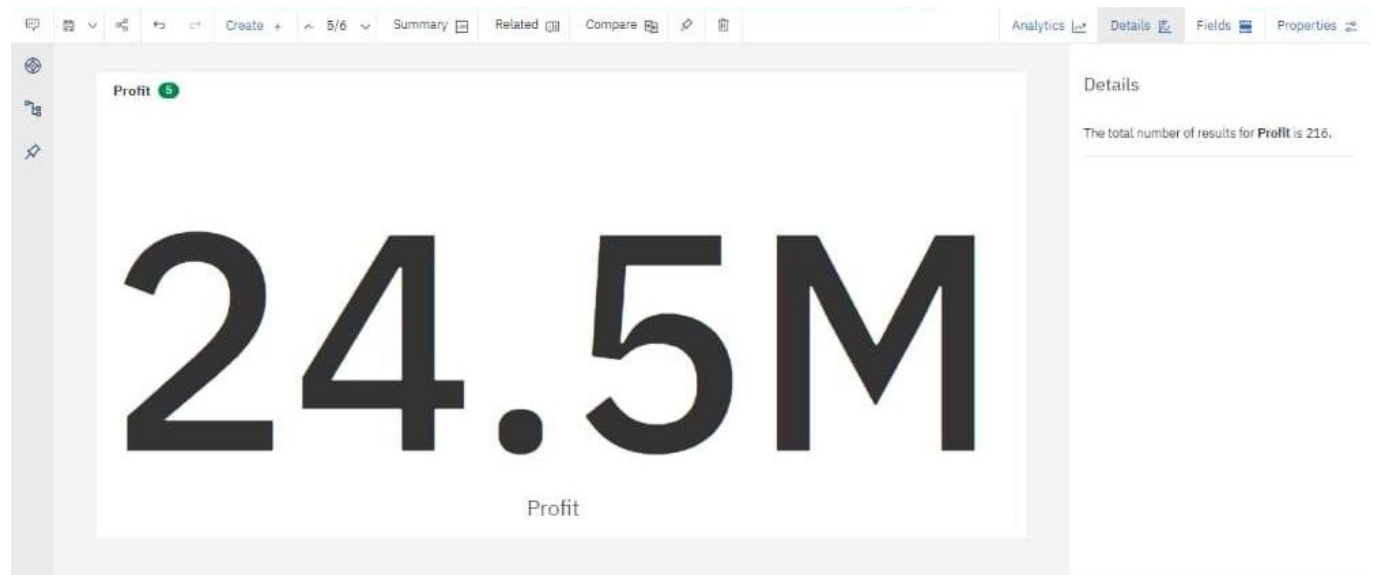 Create + 5/6 Summary Related Compare Analytics Details Fields Properties
Profit 5
24.5M
Profit
Details
The total number of results for Profit is 216.